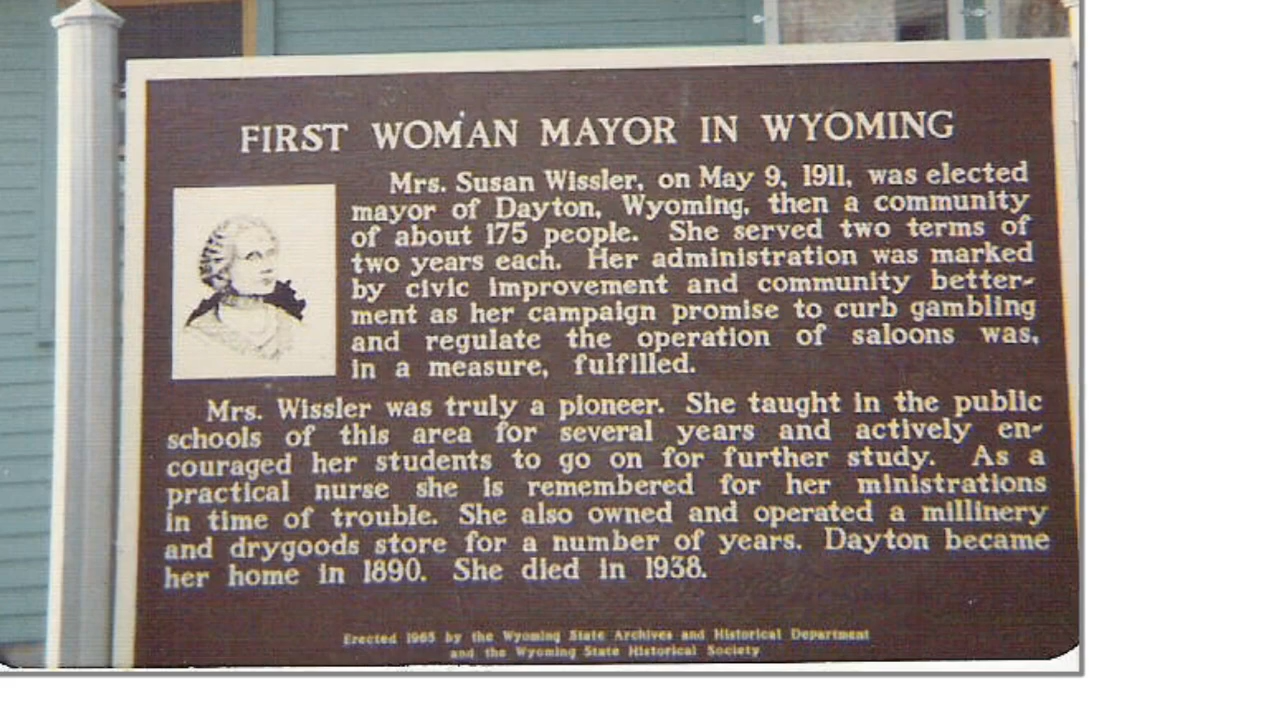 FIRST WOMAN MAYOR IN WYOMING
Mrs. Susan Wissler, on May 9, 1911, was elected
mayor of Dayton, Wyoming, then a community
of about 175 people. She served two terms of
two years each. Her administration was marked
by civic improvement and community better-
ment as her campaign promise to curb gambling
and regulate the operation of saloons was,
in a measure, fulfilled.
Mrs. Wissler was truly a pioneer. She taught in the public
schools of this area for several years and actively en-
couraged her students to go on for further study. As a
practical nurse she is remembered for her ministrations
in time of trouble. She also owned and operated a millinery
and drygoods store for a number of years. Dayton became
her home in 1890. She died in 1938.
Erected 1965 by the Wyoming State Archives and Historical Department
and the Wyoming State Historical Society